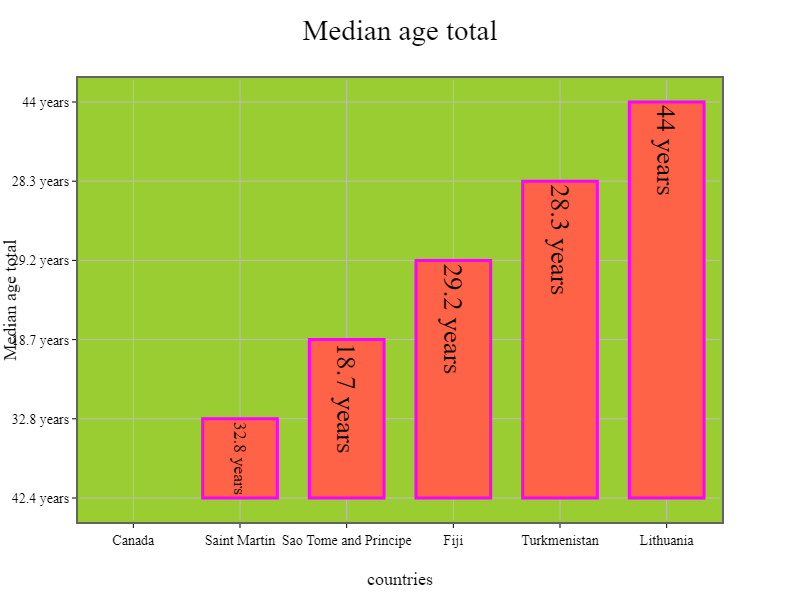 Median age total
44 years
28.3 years
29.2 years
18.7 years
32.8 years
42.4 years
Median age total
32.8 years
18.7 years
29.2 years
28.3 years
44 years
Canada
Saint Martin
Sao Tome and Principe
Fiji
Turkmenistan
Lithuania
countries